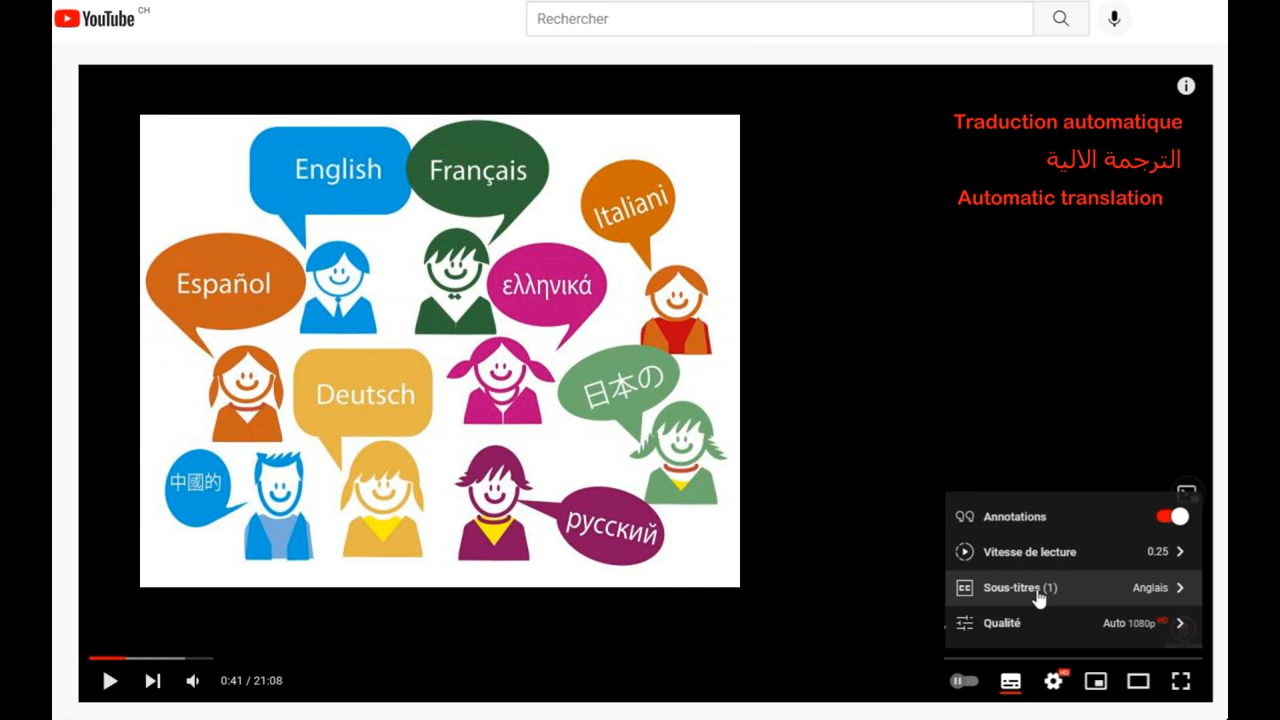 YouTube CH
Rechercher
Traduction automatique
الترجمة الالية
Automatic translation
English
Français
Italiani
Español
ελληνικά
Deutsch
日本の
中國的
русский
Annotations
Vitesse de lecture 0.25
Sous-titres (1) Anglais
Qualité Auto 1080p HD
0:41 / 21:08
HD